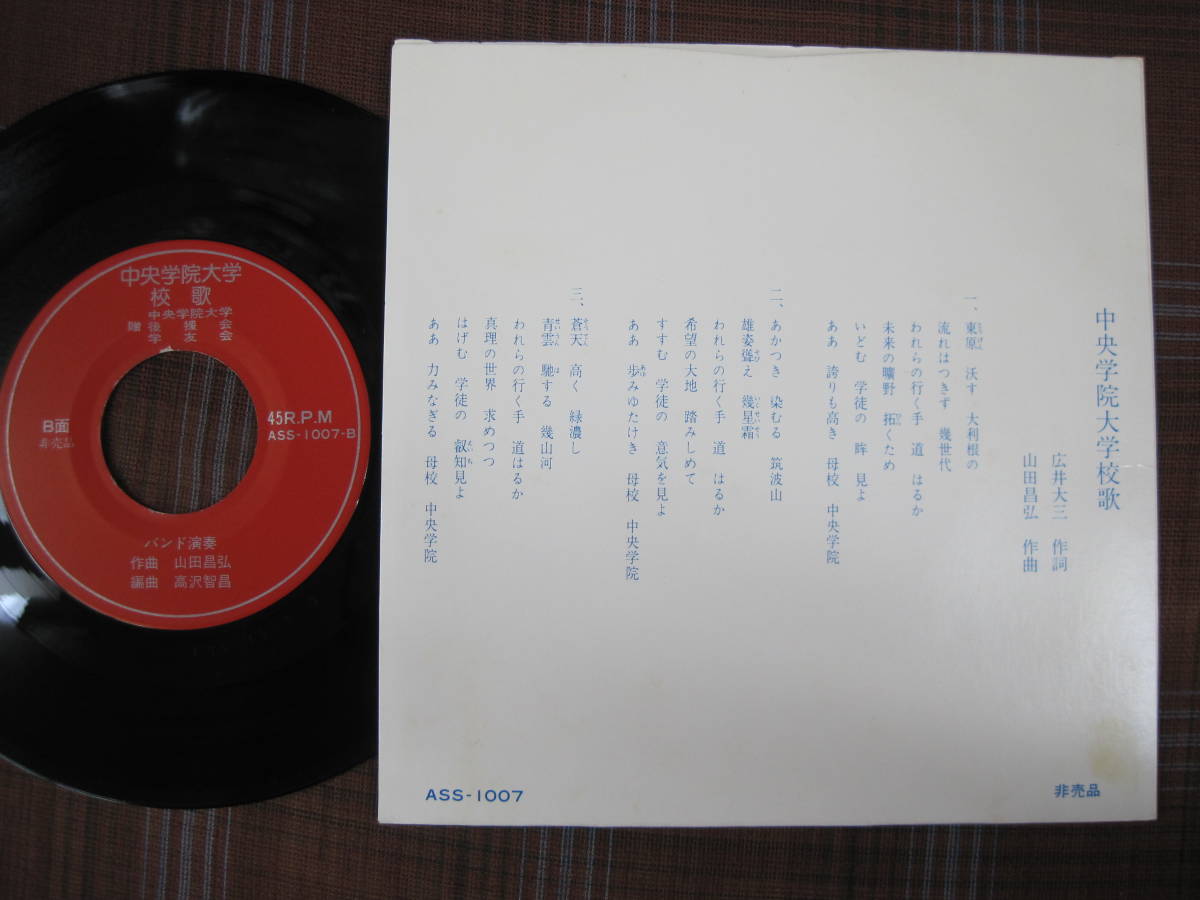 中央学院大学
校歌
中央学院大学
贈 後援会
学友会
B面
非売品
45R.P.M
ASS-1007-B
バンド演奏
作曲 山田昌弘
編曲 高沢智昌
中央学院大学校歌
広井大三 作詞
山田昌弘 作曲
一、東原 沃す 大利根の
流れはつきず 幾世代
われらの行く手 道 はるか
未来の曠野 拓くため
いどむ 学徒の 眸 見よ
ああ 誇りも高き 母校 中央学院
二、あかつき 染むる 筑波山
雄姿聳え 幾星霜
われらの行く手 道 はるか
希望の大地 踏みしめて
すすむ 学徒の 意気を見よ
ああ 歩みゆたけき 母校 中央学院
三、蒼天 高く 緑濃し
青雲 馳する 幾山河
われらの行く手 道はるか
真理の世界 求めつつ
はげむ 学徒の 叡知見よ
ああ 力みなぎる 母校 中央学院
ASS-1007
非売品